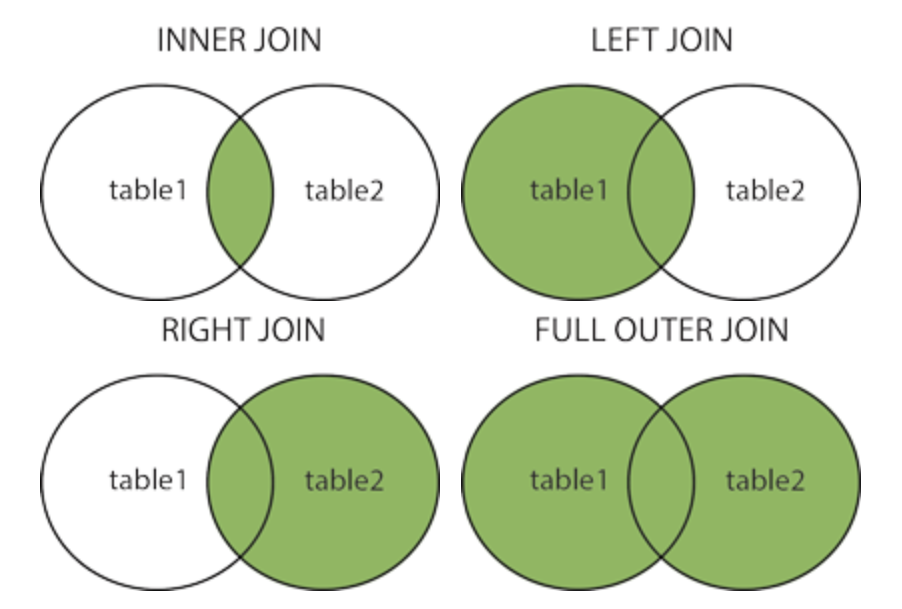 INNER JOIN
LEFT JOIN
table1
table2
table1
table2
RIGHT JOIN
FULL OUTER JOIN
table1
table2
table1
table2